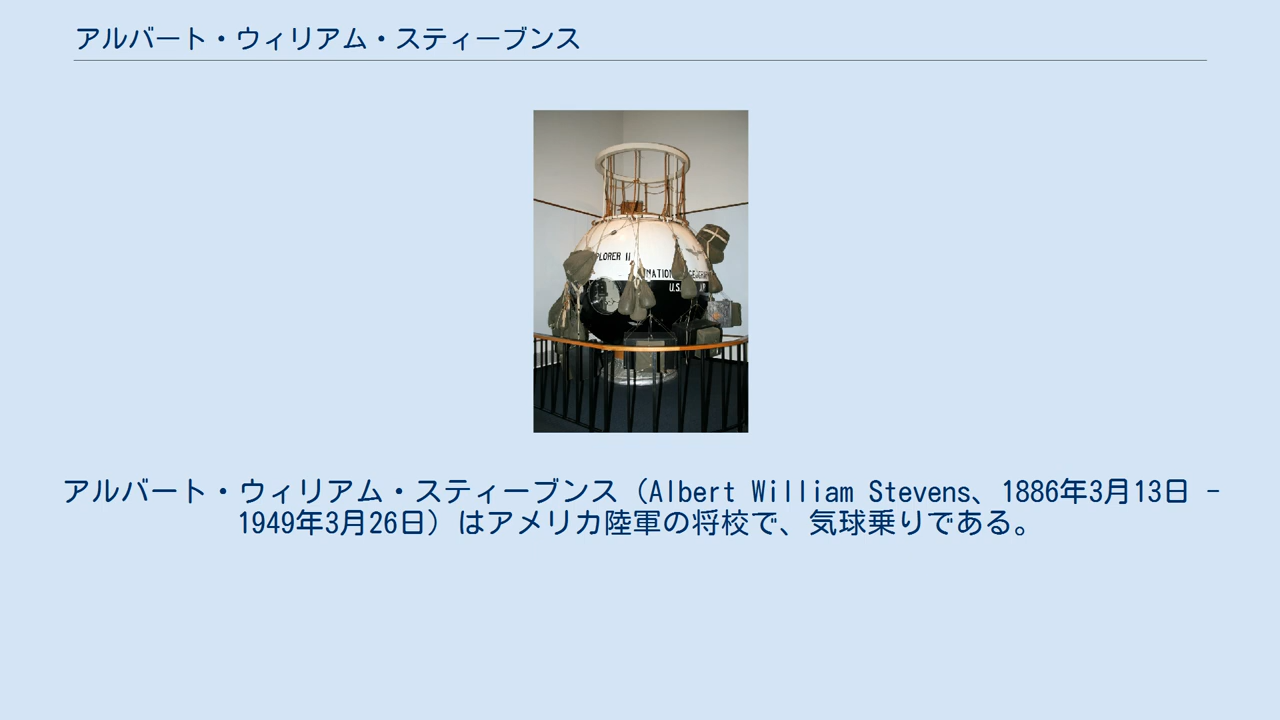 アルバート・ウィリアム・スティーブンス
PLORER II
NATION
U.S.
アルバート・ウィリアム・スティーブンス（Albert William Stevens、1886年3月13日 -
1949年3月26日）はアメリカ陸軍の将校で、気球乗りである。